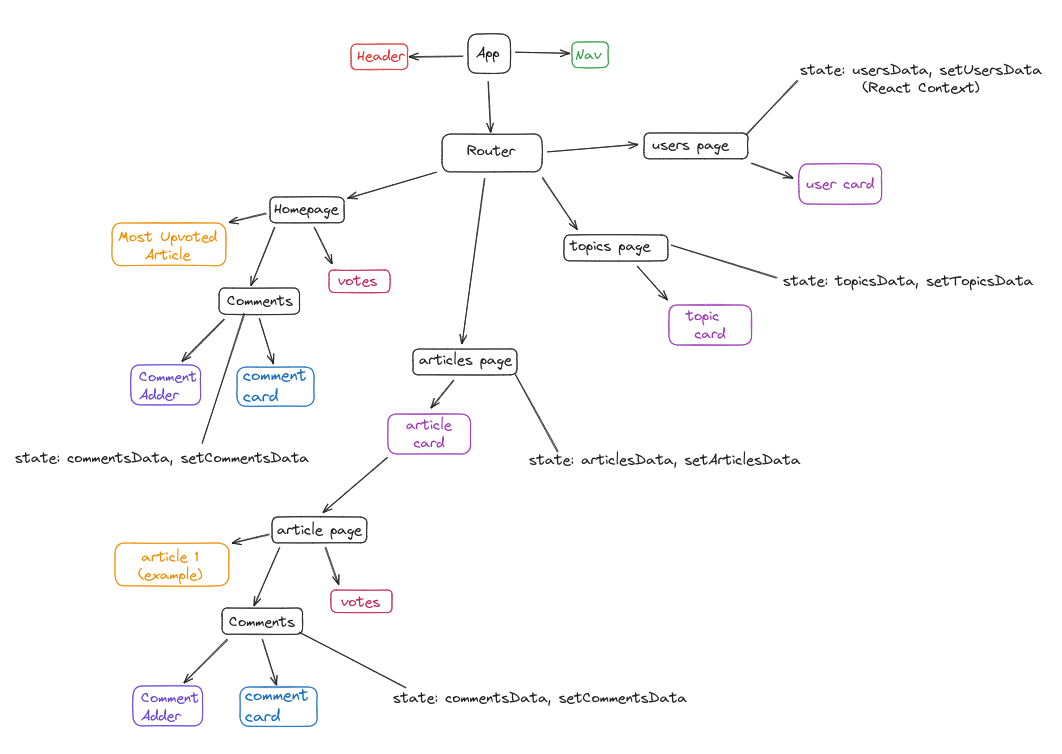 Header
App
Nav
state: usersData, setUsersData
(React Context)
Router
users page
user card
Homepage
Most Upvoted
Article
votes
topics page
state: topicsData, setTopicsData
topic
card
Comments
Comment
Adder
comment
card
state: commentsData, setCommentsData
articles page
article
card
state: articlesData, setArticlesData
article page
article 1
(example)
votes
Comments
Comment
Adder
comment
card
state: commentsData, setCommentsData